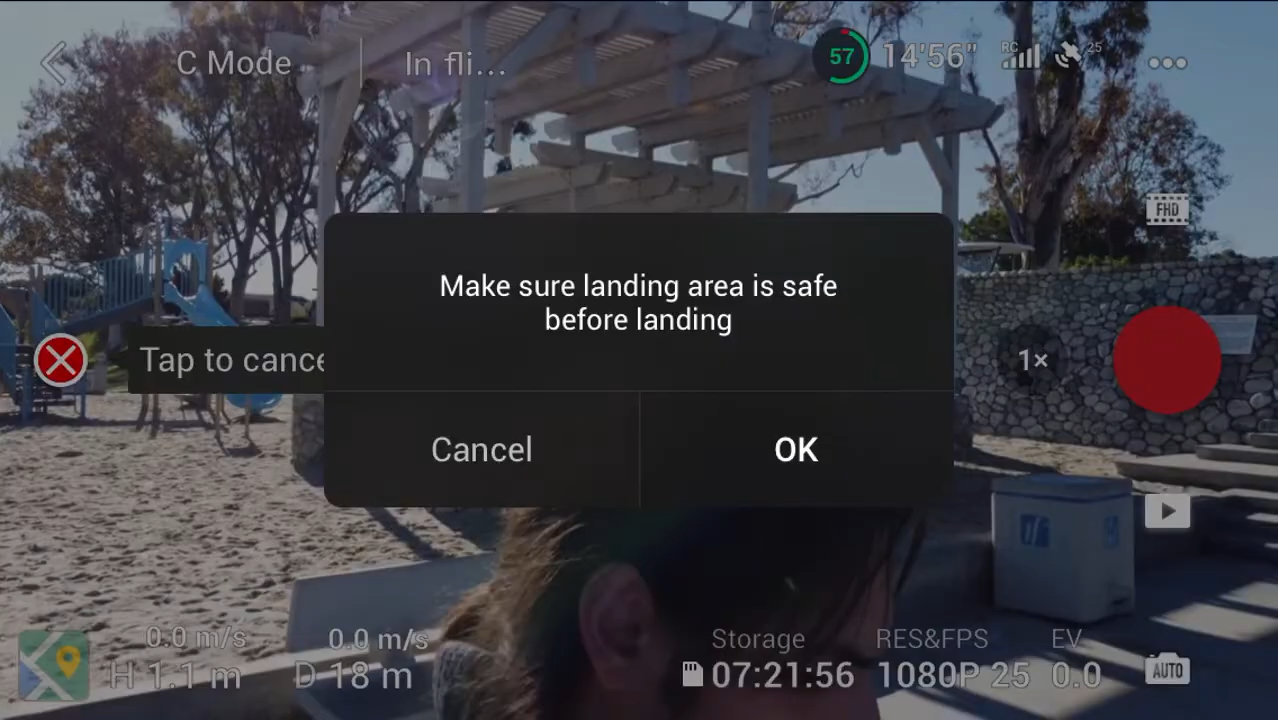 C Mode
In fli...
57
14'56"
RC
25
FHD
Make sure landing area is safe
before landing
Tap to cance
1×
Cancel
OK
0.0 m/s
0.0 m/s
H 1.1 m
D 18 m
Storage
07:21:56
RES&FPS
1080P 25
EV
0.0
AUTO